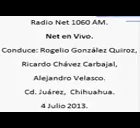 Radio Net 1060 AM.
Net en Vivo.
Conduce: Rogelio González Quiroz,
Ricardo Chávez Carbajal,
Alejandro Velasco.
Cd. Juárez, Chihuahua.
4 Julio 2013.